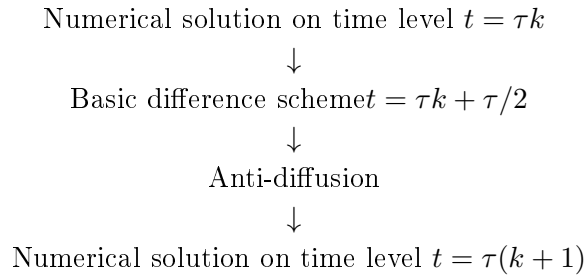 Numerical solution on time level t = τk
↓
Basic difference schemet = τk + τ/2
↓
Anti-diffusion
↓
Numerical solution on time level t = τ(k + 1)